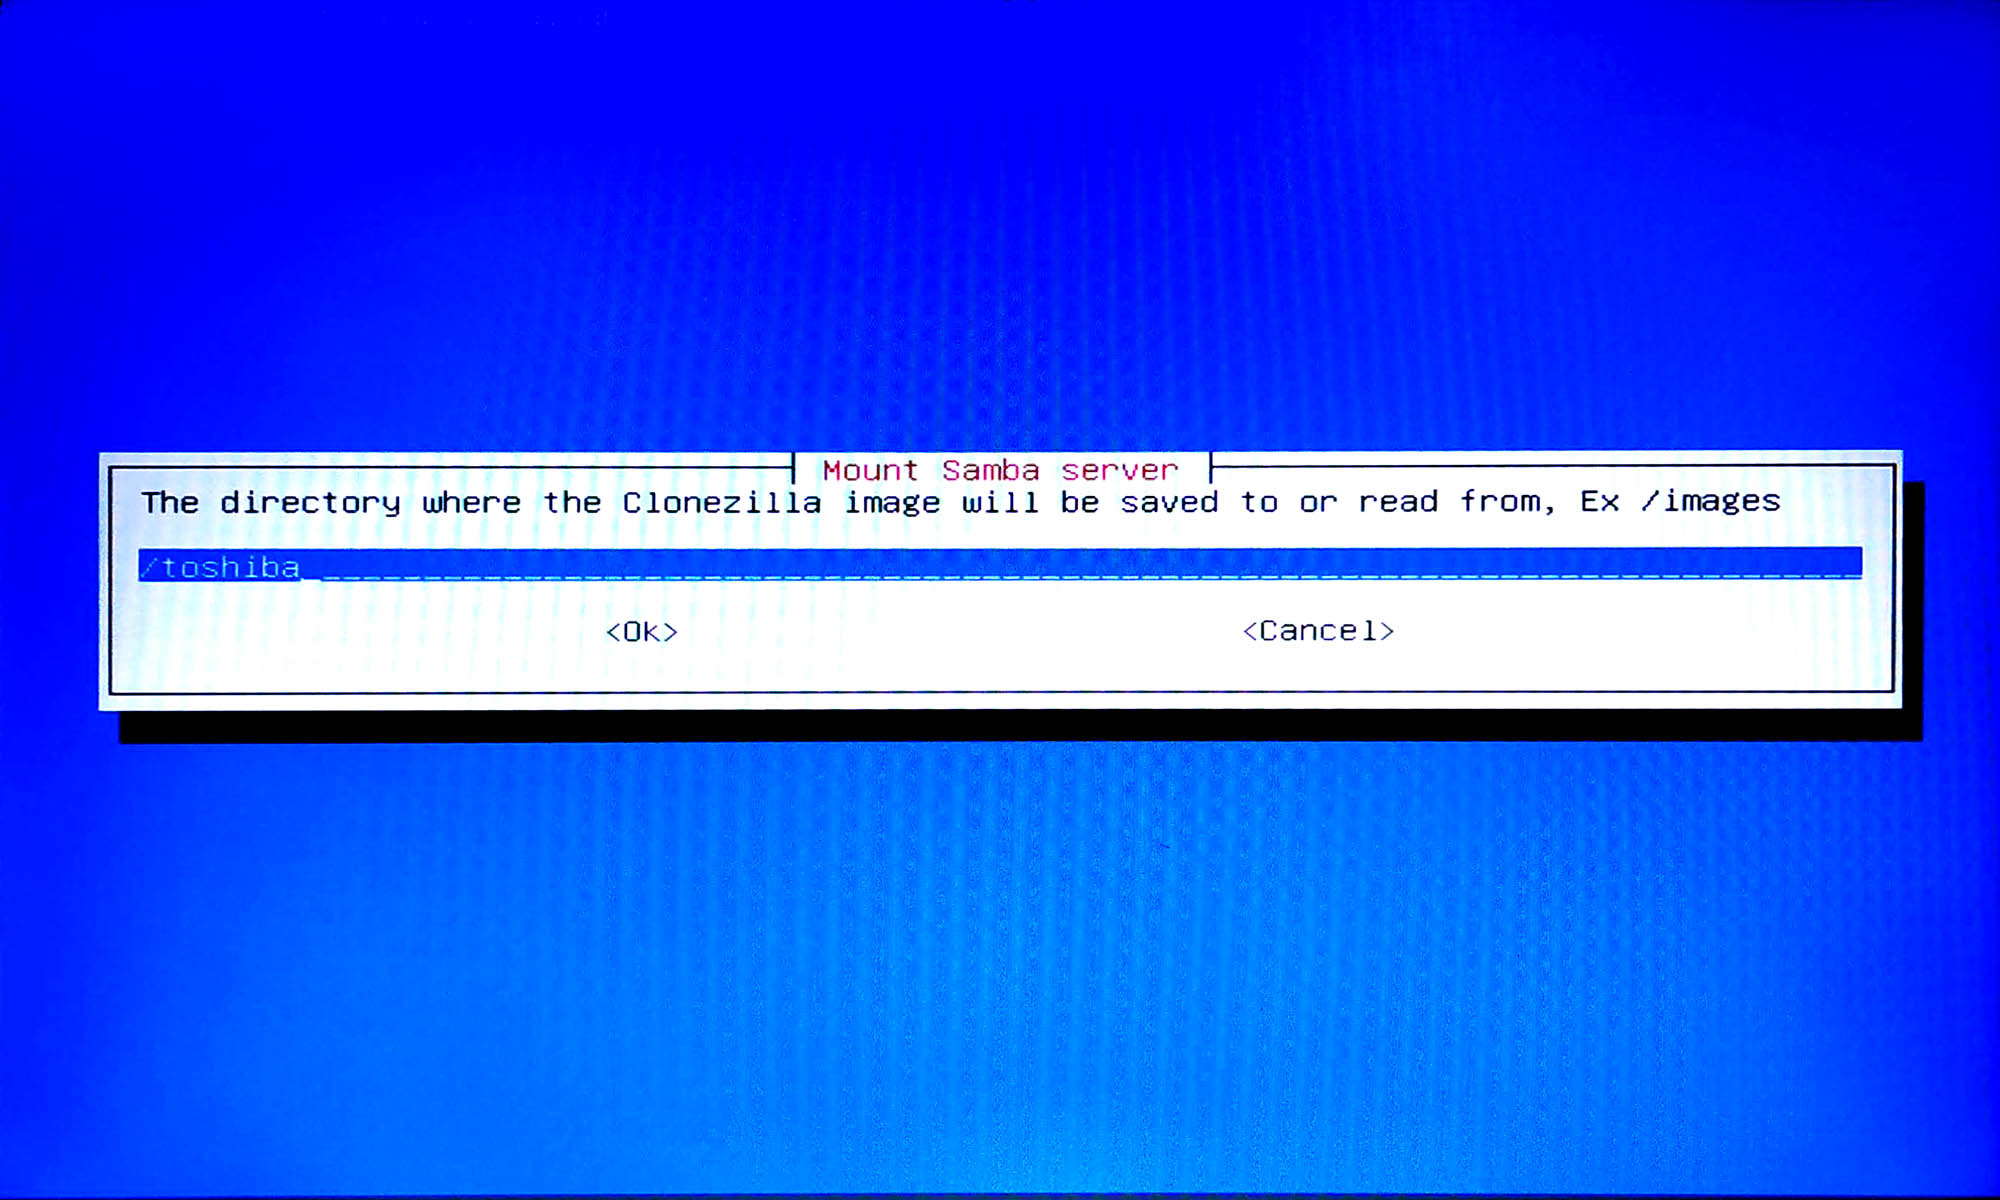 Mount Samba server
The directory where the Clonezilla image will be saved to or read from, Ex /images
/toshiba
<Ok> <Cancel>